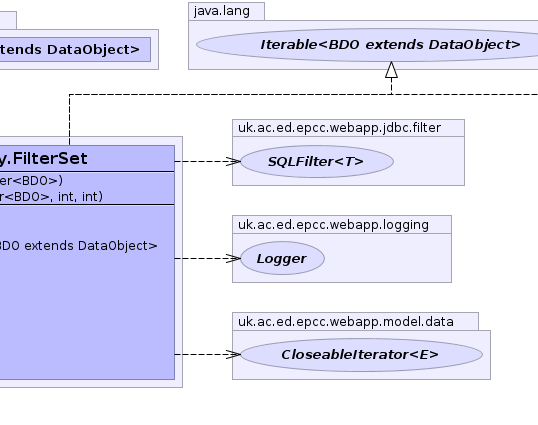 java.lang
tends DataObject>
Iterable<BDO extends DataObject>
uk.ac.ed.epcc.webapp.jdbc.filter
y.FilterSet
SQLFilter<T>
er<BDO>)
r<BDO>, int, int)
uk.ac.ed.epcc.webapp.logging
BDO extends DataObject>
Logger
uk.ac.ed.epcc.webapp.model.data
CloseableIterator<E>